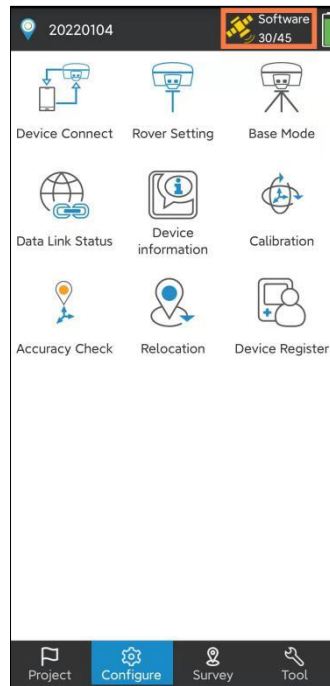 20220104
Software
30/45
Device Connect
Rover Setting
Base Mode
Data Link Status
Device
information
Calibration
Accuracy Check
Relocation
Device Register
Project
Configure
Survey
Tool